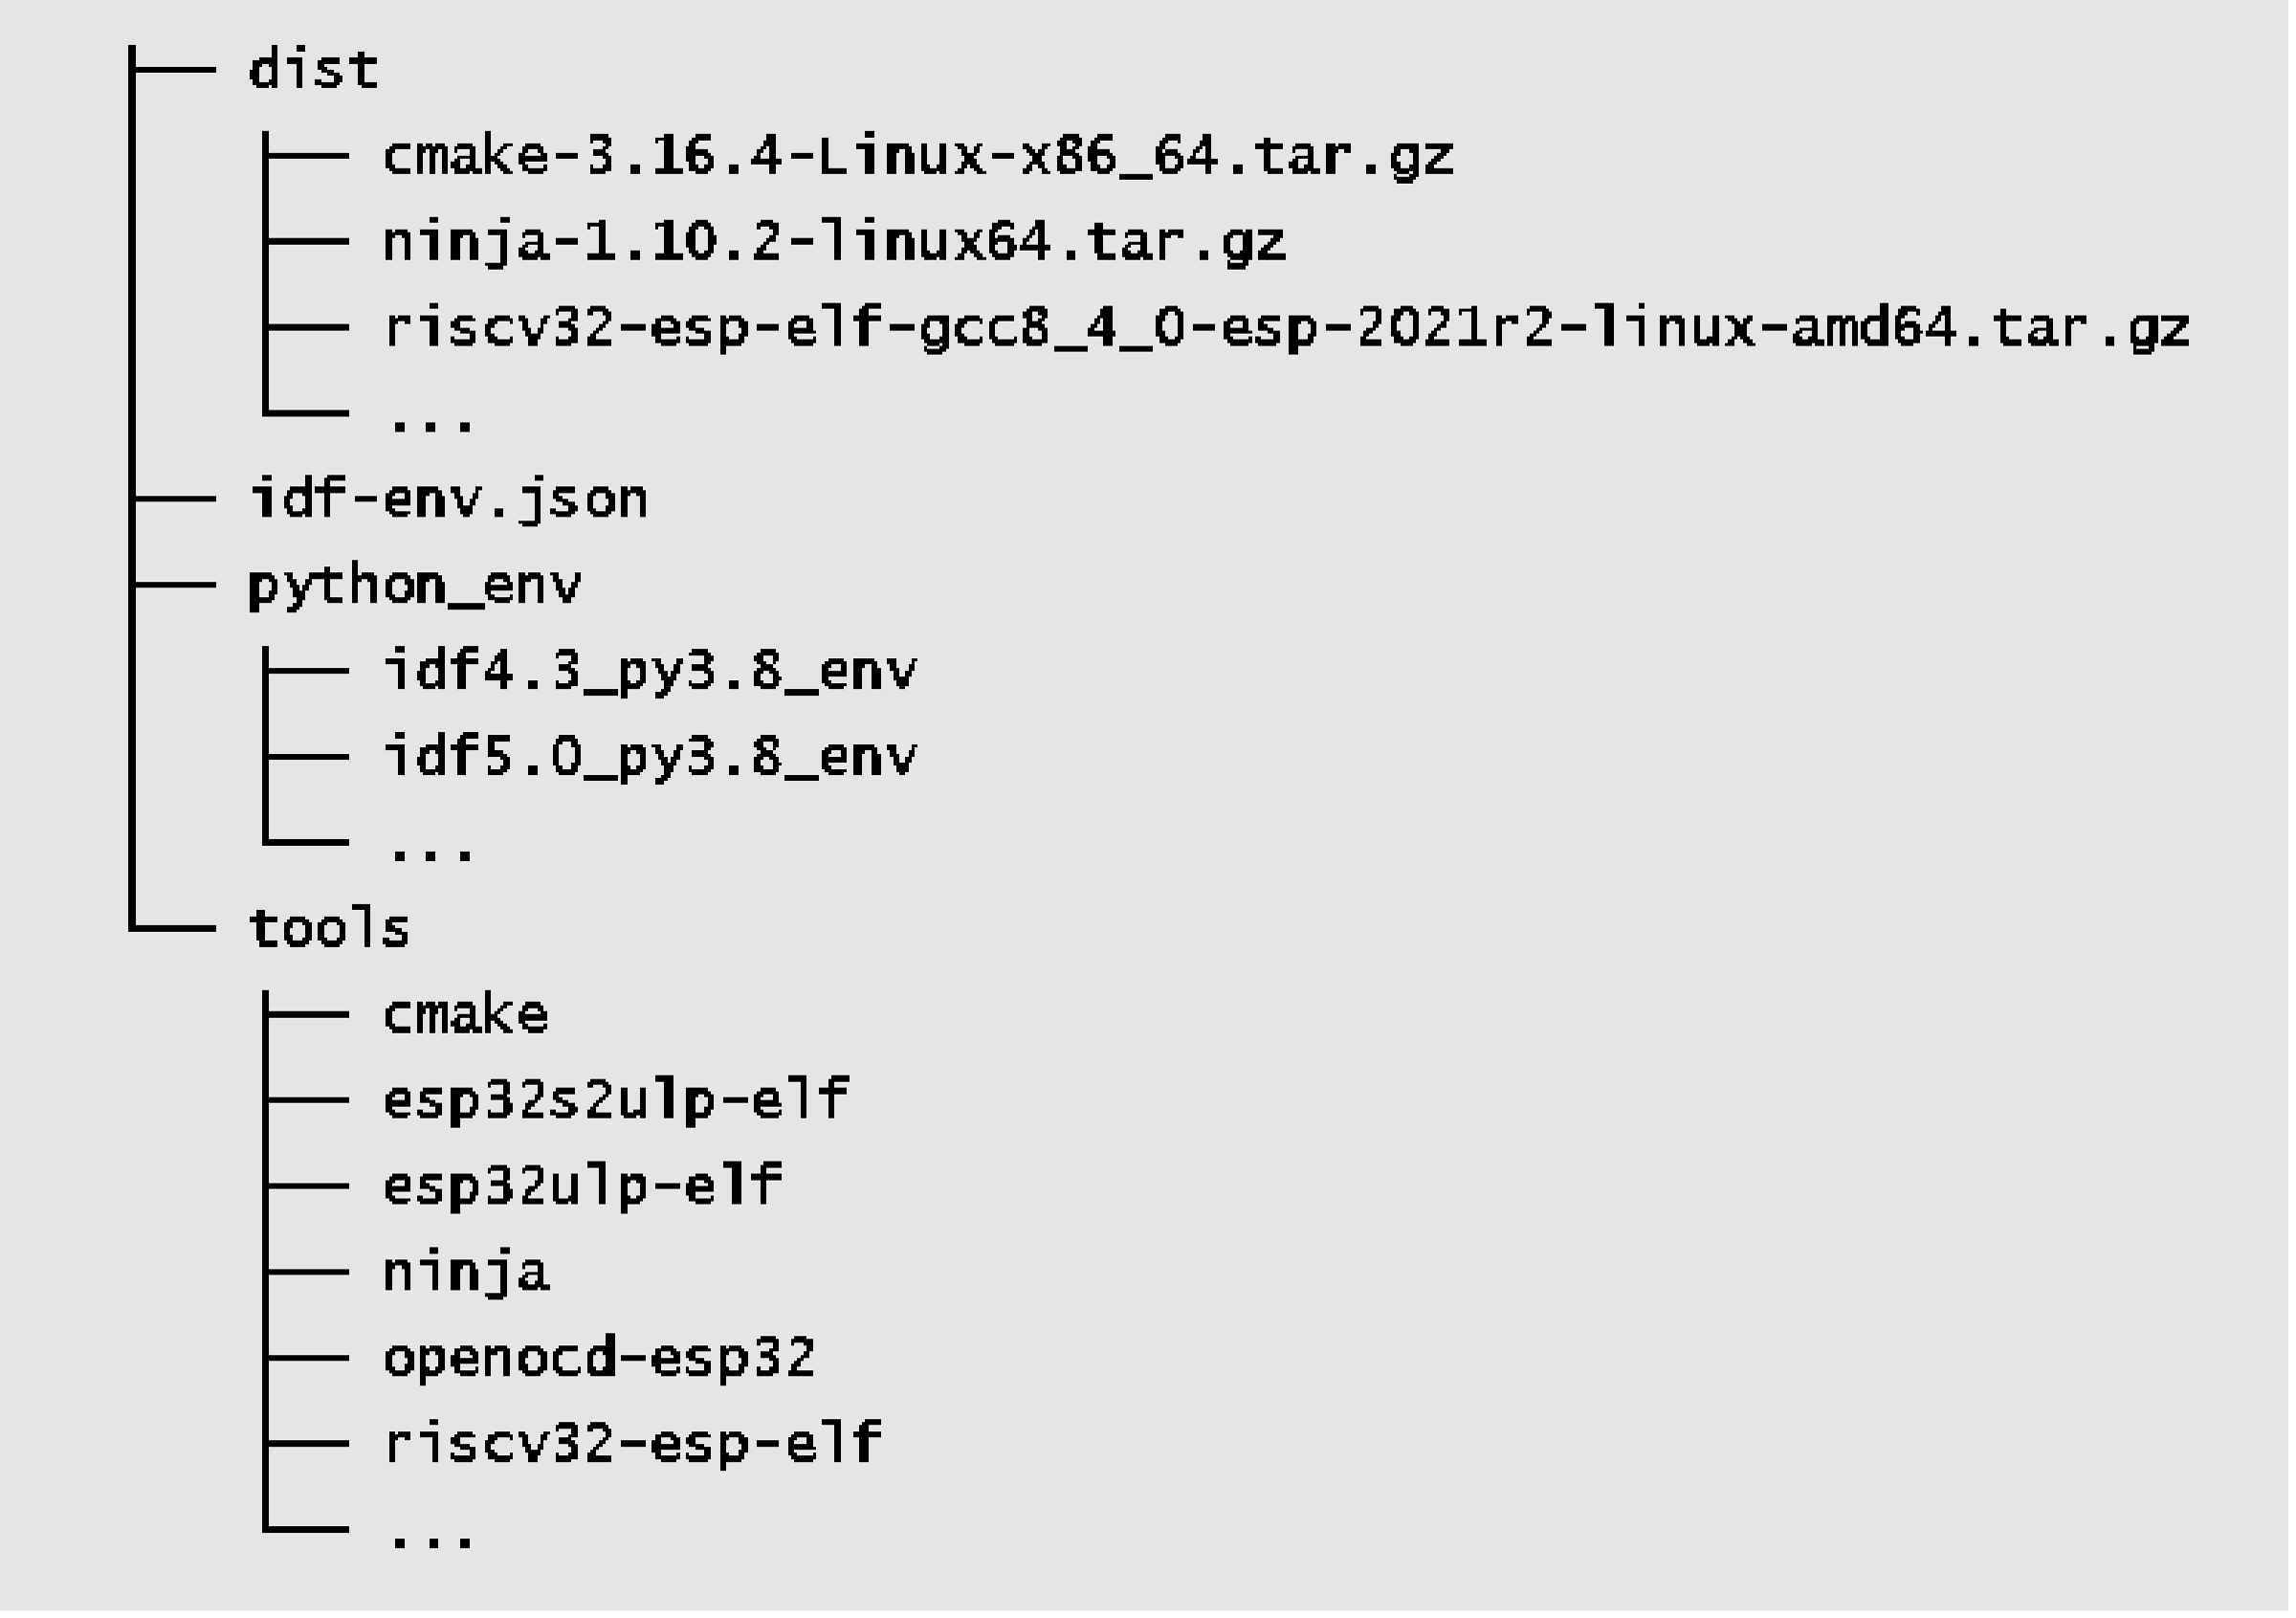 dist
cmake-3.16.4-Linux-x86_64.tar.gz
ninja-1.10.2-linux64.tar.gz
riscv32-esp-elf-gcc8_4_0-esp-2021r2-linux-amd64.tar.gz
...
idf-env.json
python_env
idf4.3_py3.8_env
idf5.0_py3.8_env
...
tools
cmake
esp32s2ulp-elf
esp32ulp-elf
ninja
openocd-esp32
riscv32-esp-elf
...